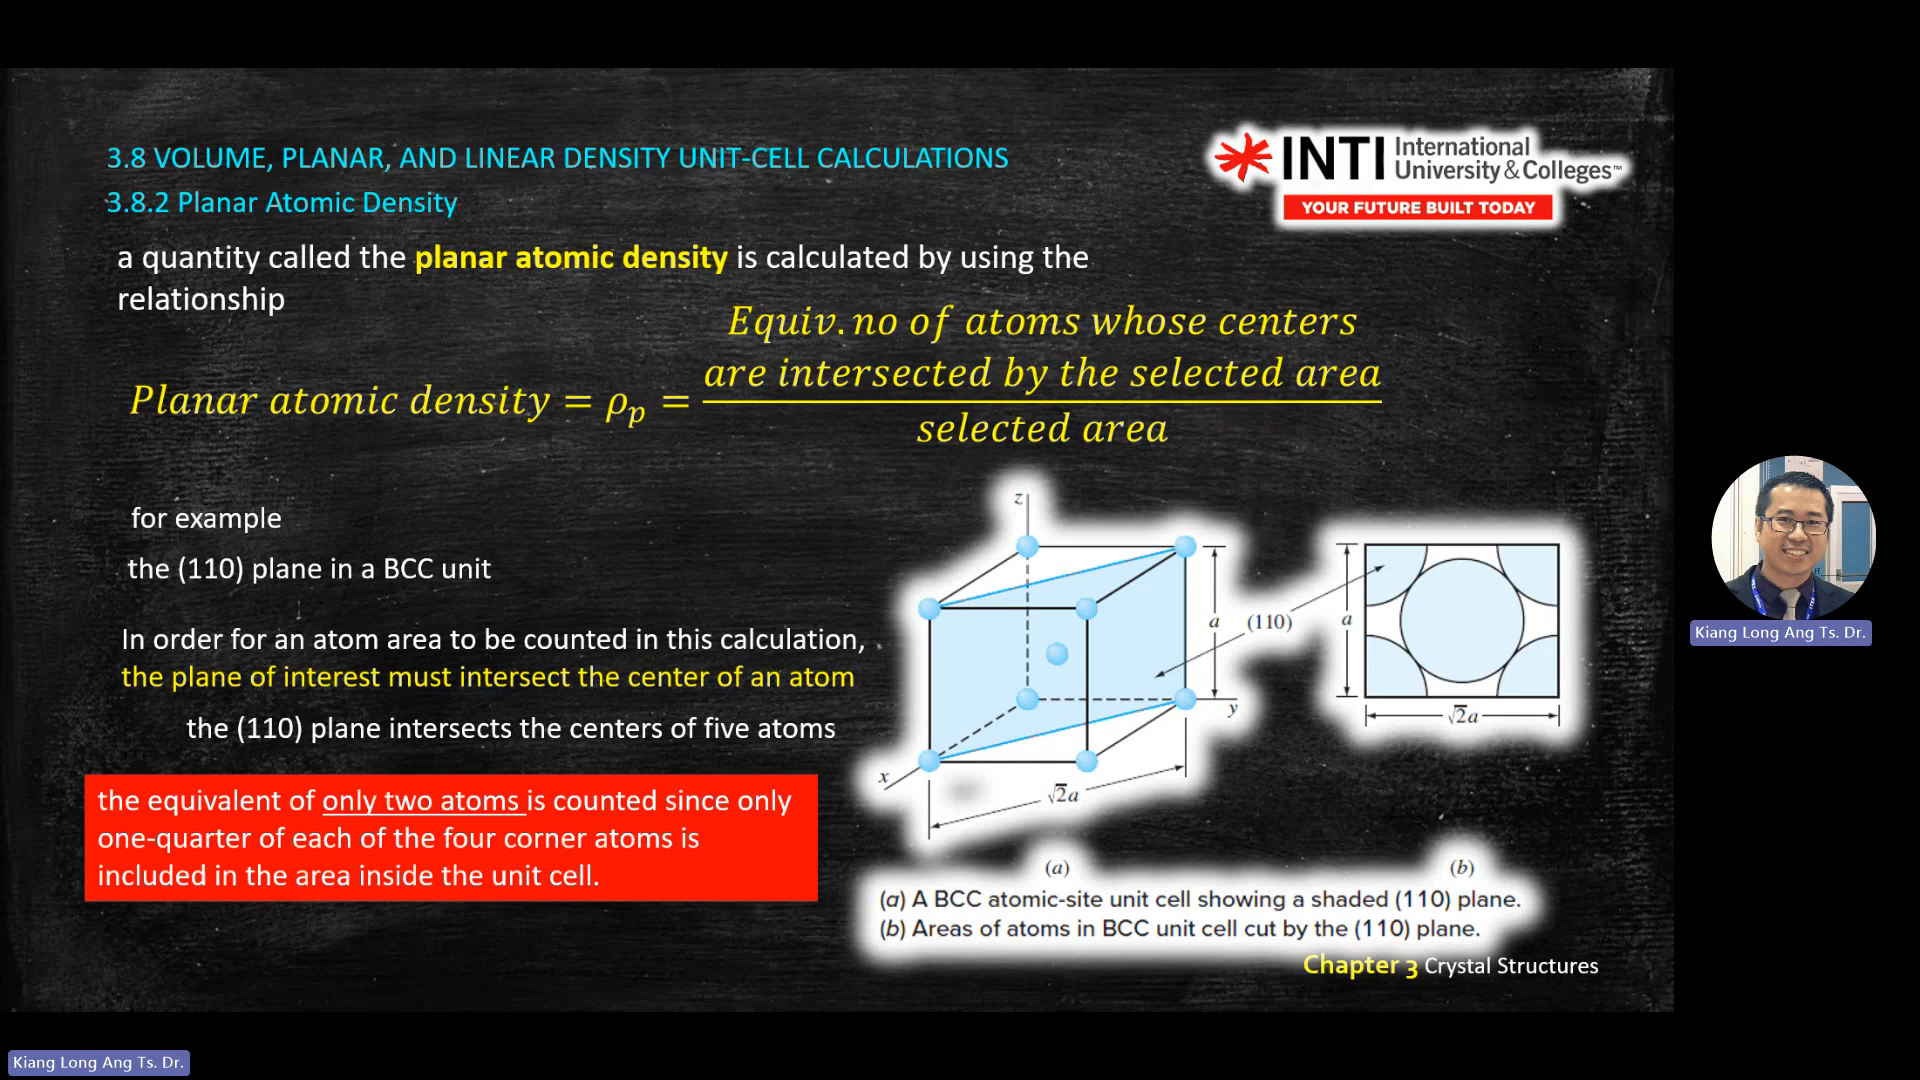 3.8 VOLUME, PLANAR, AND LINEAR DENSITY UNIT-CELL CALCULATIONS
3.8.2 Planar Atomic Density
INTI International
University & Colleges™
YOUR FUTURE BUILT TODAY
a quantity called the planar atomic density is calculated by using the
relationship
Planar atomic density = ρp = Equiv. no of atoms whose centers
are intersected by the selected area
selected area
for example
the (110) plane in a BCC unit
In order for an atom area to be counted in this calculation,
the plane of interest must intersect the center of an atom
the (110) plane intersects the centers of five atoms
the equivalent of only two atoms is counted since only
one-quarter of each of the four corner atoms is
included in the area inside the unit cell.
z
a
(110)
a
y
x
√2a
√2a
(a)
(b)
(a) A BCC atomic-site unit cell showing a shaded (110) plane.
(b) Areas of atoms in BCC unit cell cut by the (110) plane.
Chapter 3 Crystal Structures
Kiang Long Ang Ts. Dr.
Kiang Long Ang Ts. Dr.